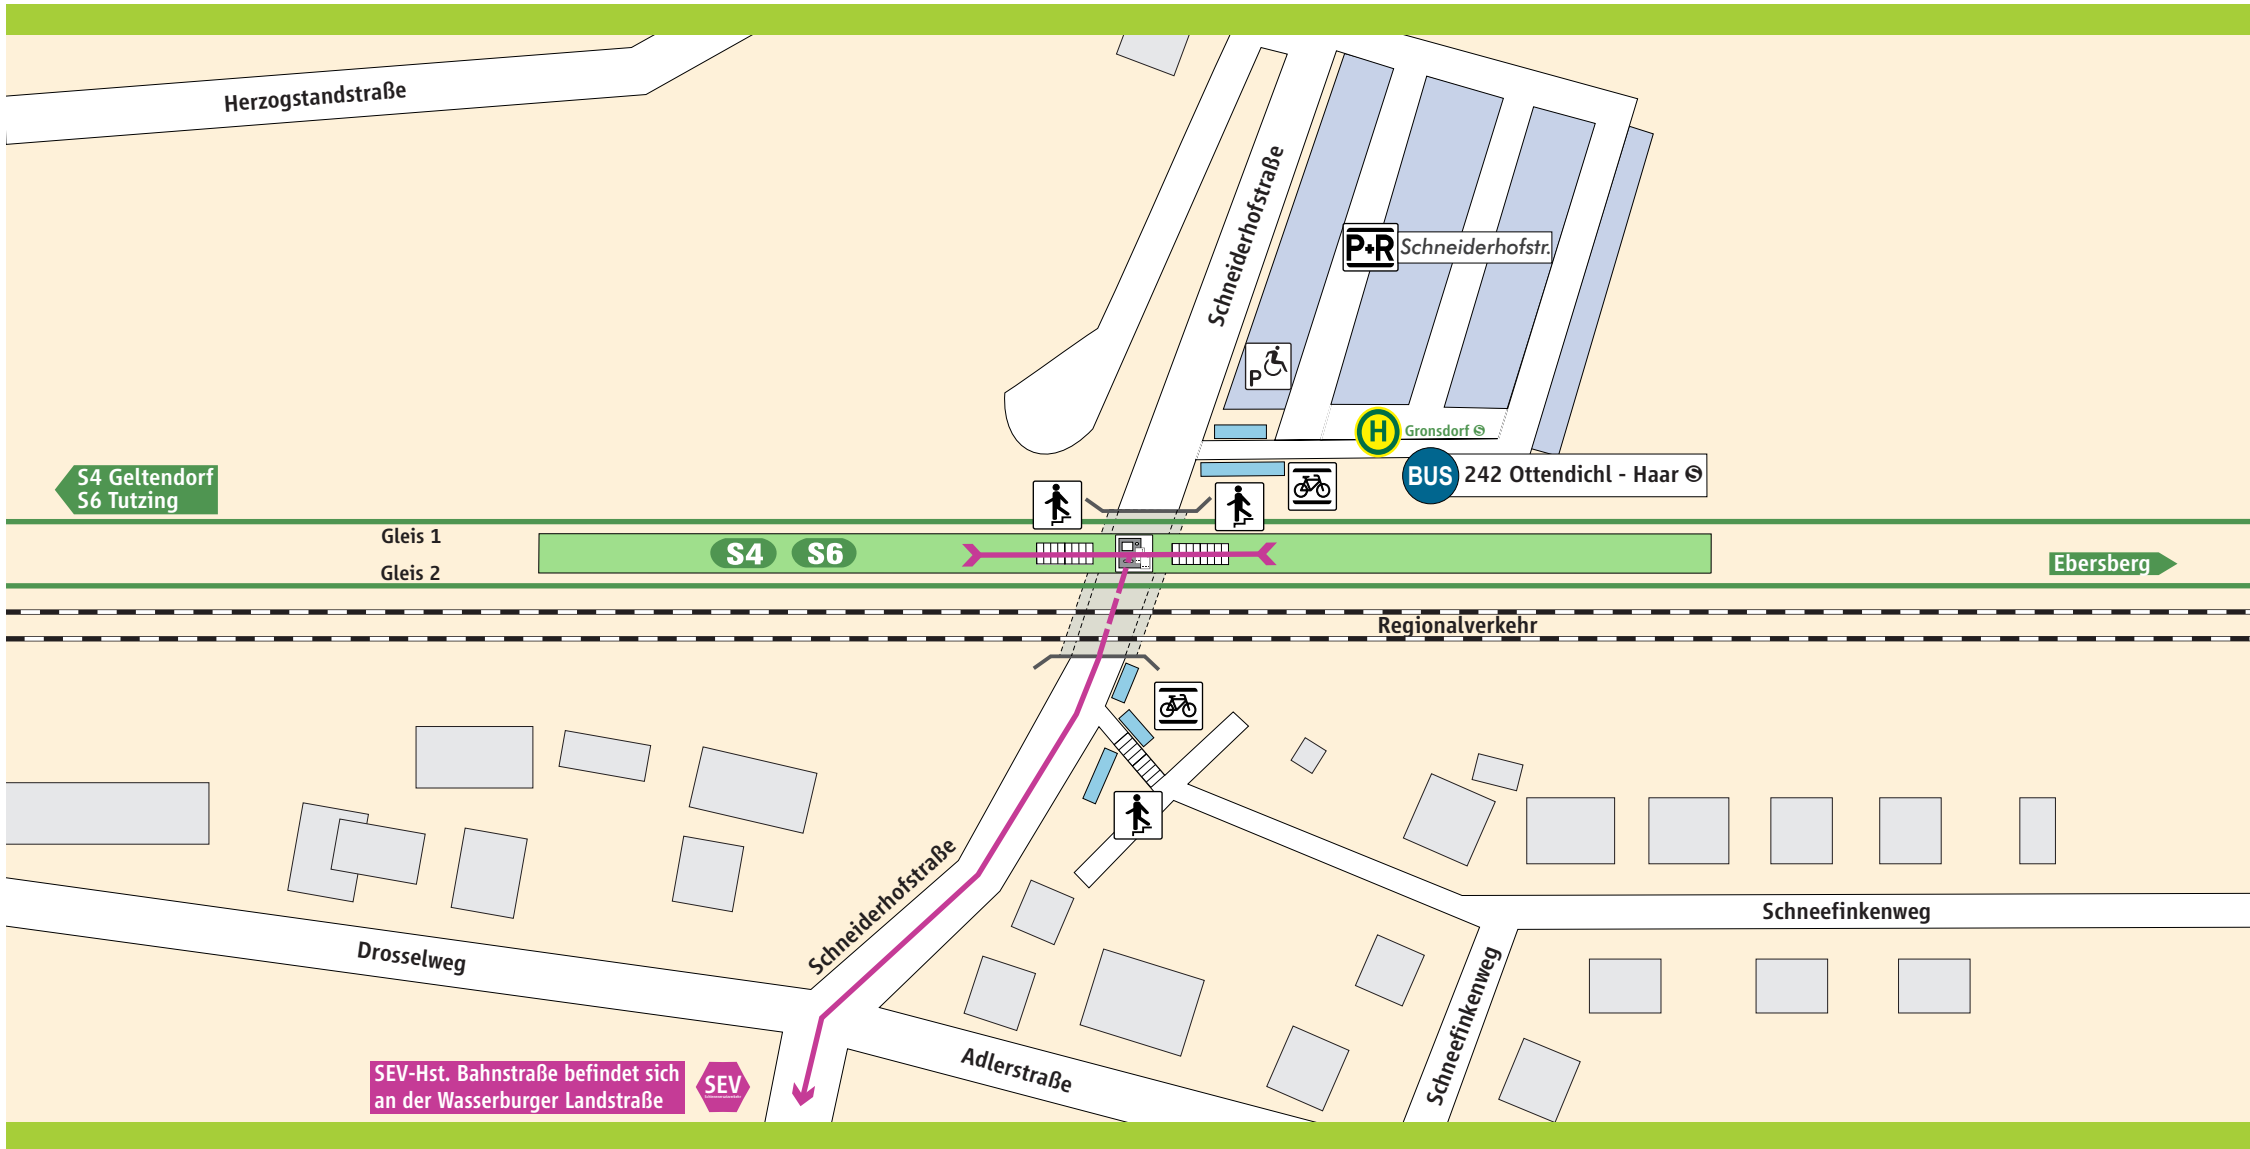 Herzogstandstraße
Schneiderhofstraße
P+R Schneiderhofstr.
P
H Gronsdorf S
BUS 242 Ottendichl - Haar S
S4 Geltendorf
S6 Tutzing
Gleis 1
S4 S6
Gleis 2
Ebersberg
Regionalverkehr
Schneiderhofstraße
Drosselweg
Schneefinkenweg
Schneefinkenweg
Adlerstraße
SEV-Hst. Bahnstraße befindet sich
an der Wasserburger Landstraße
SEV